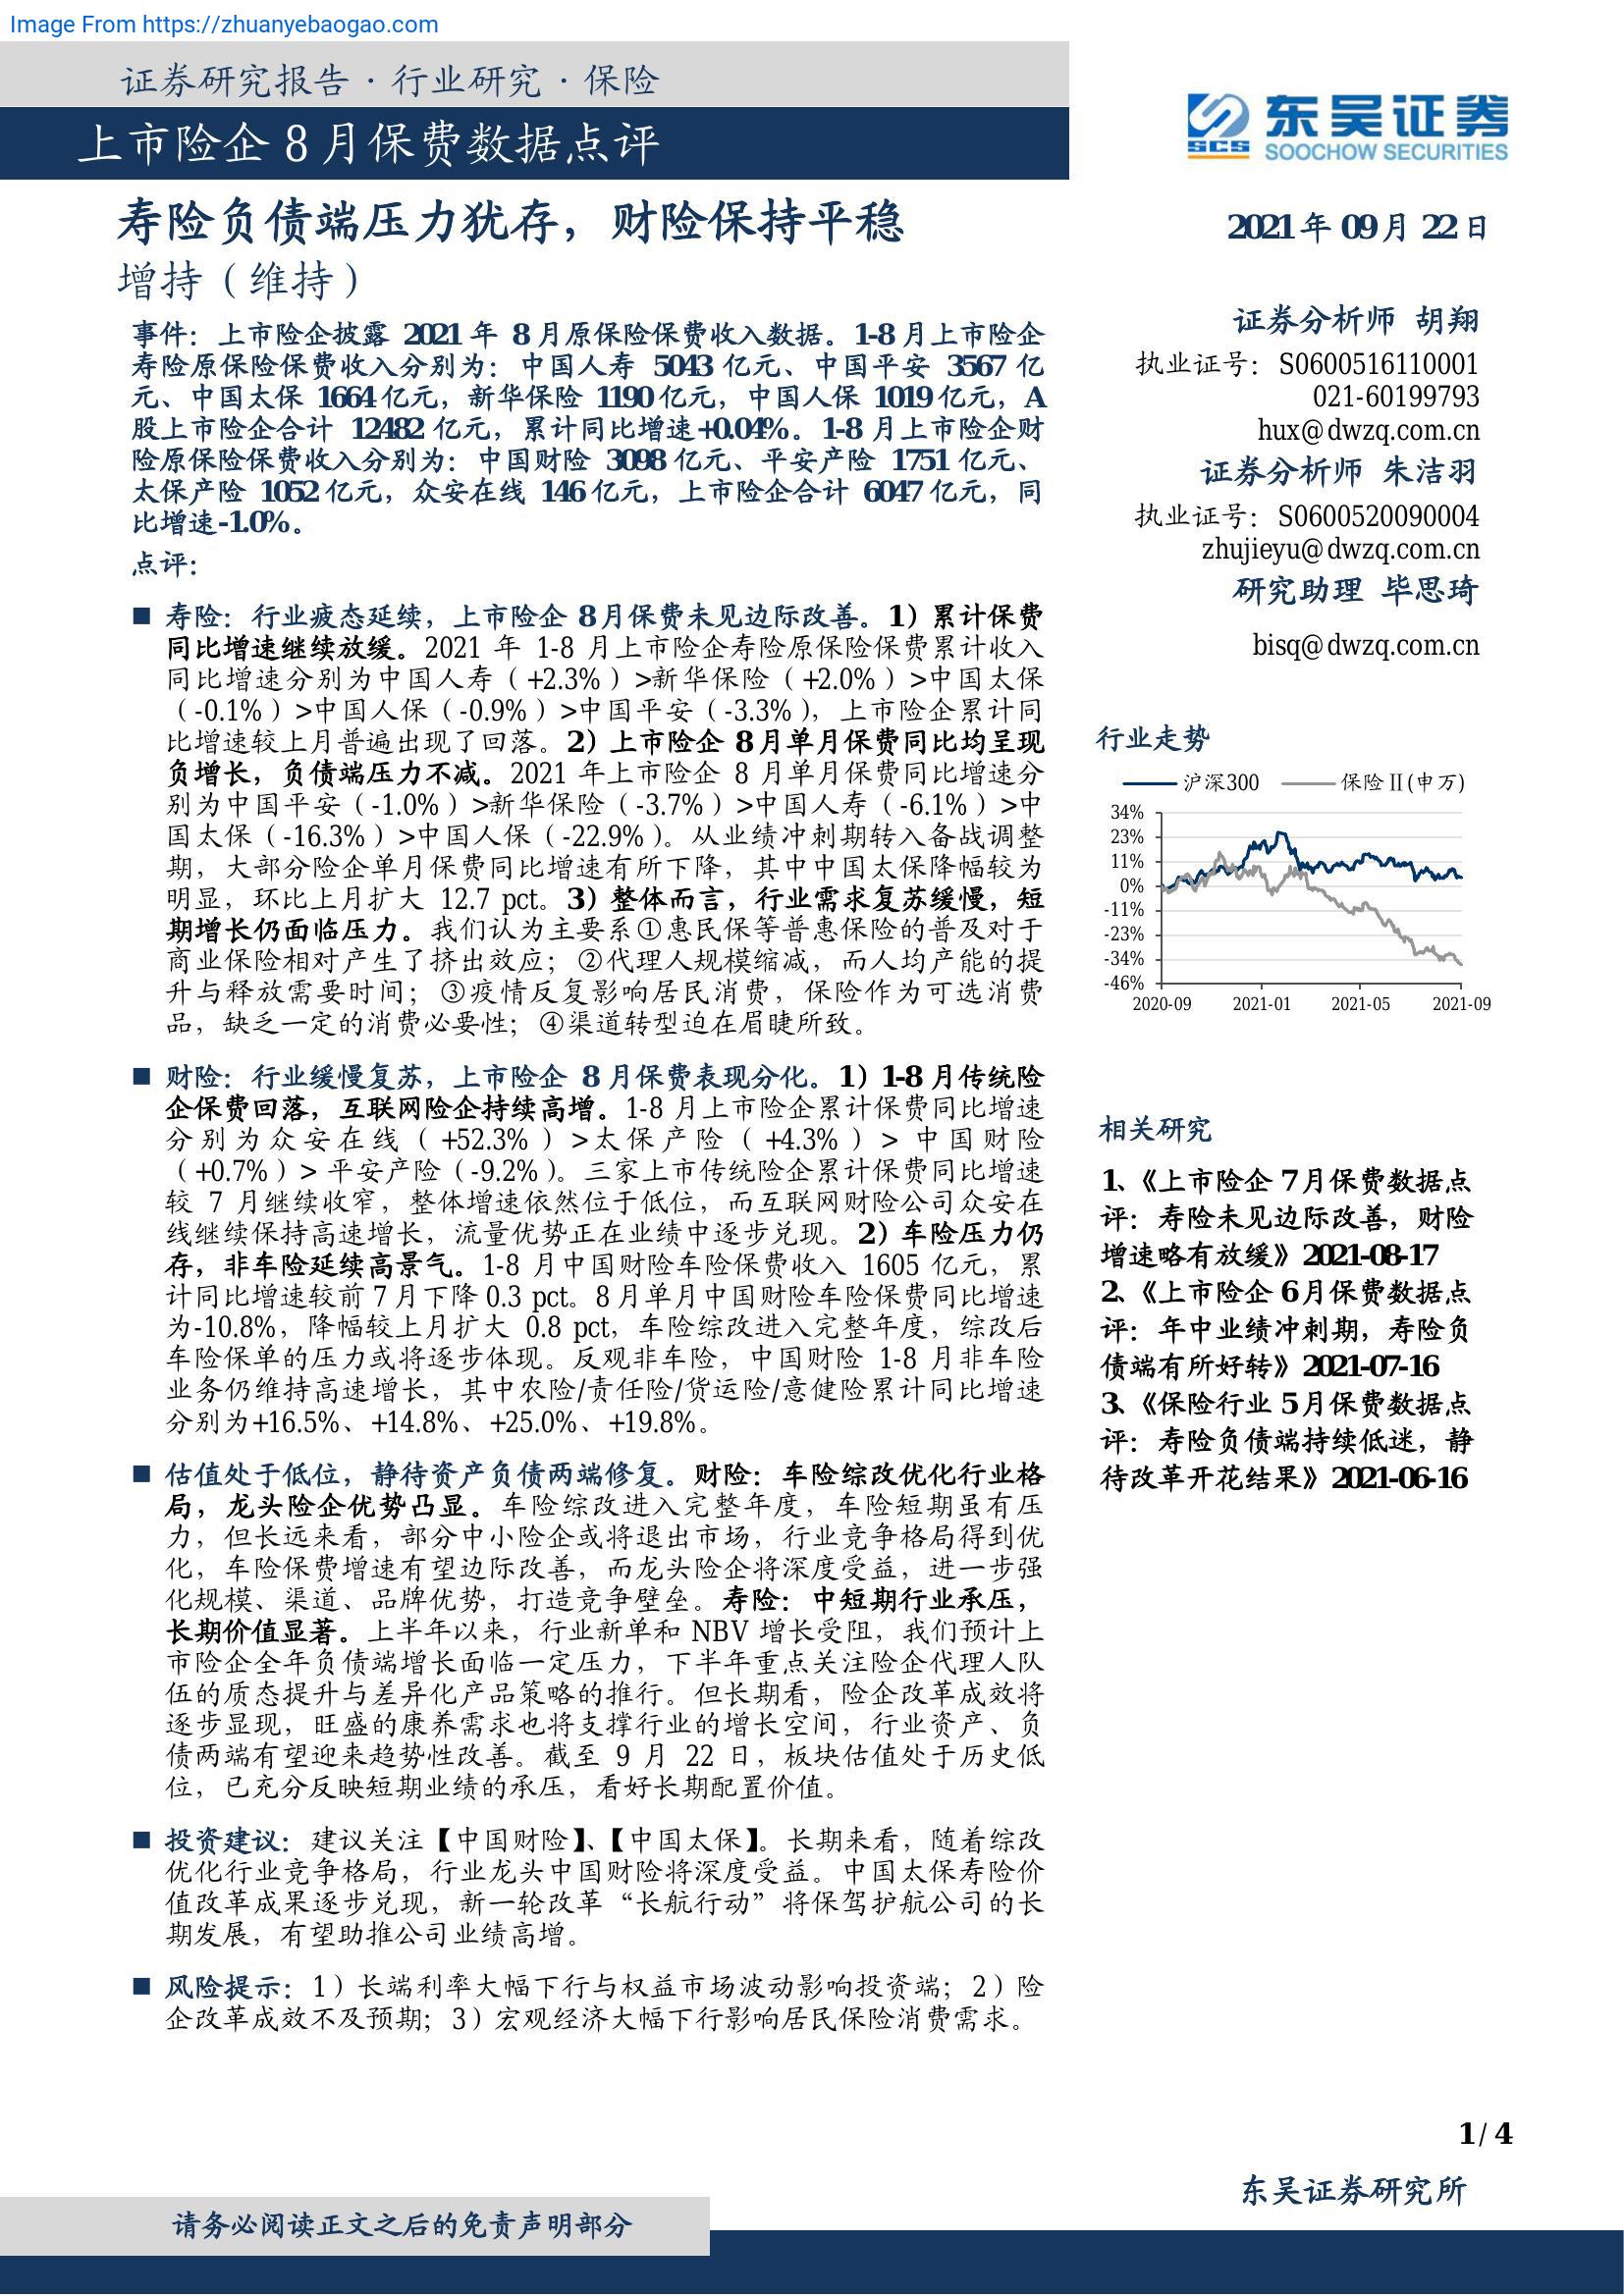 Image From https://zhuanyebaogao.com
证券研究报告·行业研究·保险
上市险企8月保费数据点评
东吴证券
SCS
SOOCHOW SECURITIES
寿险负债端压力犹存，财险保持平稳
增持（维持）
事件：上市险企披露 2021 年 8 月原保险保费收入数据。1-8 月上市险企
寿险原保险保费收入分别为：中国人寿 5043 亿元、中国平安 3567 亿
元、中国太保 1664 亿元，新华保险 1190 亿元，中国人保 1019 亿元，A
股上市险企合计 12482 亿元，累计同比增速+0.04%。1-8 月上市险企财
险原保险保费收入分别为：中国财险 3098 亿元、平安产险 1751 亿元、
太保产险 1052 亿元，众安在线 146 亿元，上市险企合计 6047 亿元，同
比增速-1.0%。
点评：
■ 寿险：行业疲态延续，上市险企 8 月保费未见边际改善。1）累计保费
同比增速继续放缓。2021 年 1-8 月上市险企寿险原保险保费累计收入
同比增速分别为中国人寿（+2.3%）>新华保险（+2.0%）>中国太保
（-0.1%）>中国人保（-0.9%）>中国平安（-3.3%），上市险企累计同
比增速较上月普遍出现了回落。2）上市险企 8 月单月保费同比均呈现
负增长，负债端压力不减。2021 年上市险企 8 月单月保费同比增速分
别为中国平安（-1.0%）>新华保险（-3.7%）>中国人寿（-6.1%）>中
国太保（-16.3%）>中国人保（-22.9%）。从业绩冲刺期转入备战调整
期，大部分险企单月保费同比增速有所下降，其中中国太保降幅较为
明显，环比上月扩大 12.7 pct。3）整体而言，行业需求复苏缓慢，短
期增长仍面临压力。我们认为主要系①惠民保等普惠保险的普及对于
商业保险相对产生了挤出效应；②代理人规模缩减，而人均产能的提
升与释放需要时间；③疫情反复影响居民消费，保险作为可选消费
品，缺乏一定的消费必要性；④渠道转型迫在眉睫所致。
■ 财险：行业缓慢复苏，上市险企 8 月保费表现分化。1）1-8 月传统险
企保费回落，互联网险企持续高增。1-8 月上市险企累计保费同比增速
分别为众安在线（+52.3%）>太保产险（+4.3%）> 中国财险
（+0.7%）> 平安产险（-9.2%）。三家上市传统险企累计保费同比增速
较 7 月继续收窄，整体增速依然位于低位，而互联网财险公司众安在
线继续保持高速增长，流量优势正在业绩中逐步兑现。2）车险压力仍
存，非车险延续高景气。1-8 月中国财险车险保费收入 1605 亿元，累
计同比增速较前 7 月下降 0.3 pct。8 月单月中国财险车险保费同比增速
为-10.8%，降幅较上月扩大 0.8 pct，车险综改进入完整年度，综改后
车险保单的压力或将逐步体现。反观非车险，中国财险 1-8 月非车险
业务仍维持高速增长，其中农险/责任险/货运险/意健险累计同比增速
分别为+16.5%、+14.8%、+25.0%、+19.8%。
■ 估值处于低位，静待资产负债两端修复。财险：车险综改优化行业格
局，龙头险企优势凸显。车险综改进入完整年度，车险短期虽有压
力，但长远来看，部分中小险企或将退出市场，行业竞争格局得到优
化，车险保费增速有望边际改善，而龙头险企将深度受益，进一步强
化规模、渠道、品牌优势，打造竞争壁垒。寿险：中短期行业承压，
长期价值显著。上半年以来，行业新单和 NBV 增长受阻，我们预计上
市险企全年负债端增长面临一定压力，下半年重点关注险企代理人队
伍的质态提升与差异化产品策略的推行。但长期看，险企改革成效将
逐步显现，旺盛的康养需求也将支撑行业的增长空间，行业资产、负
债两端有望迎来趋势性改善。截至 9 月 22 日，板块估值处于历史低
位，已充分反映短期业绩的承压，看好长期配置价值。
■ 投资建议：建议关注【中国财险】、【中国太保】。长期来看，随着综改
优化行业竞争格局，行业龙头中国财险将深度受益。中国太保寿险价
值改革成果逐步兑现，新一轮改革“长航行动”将保驾护航公司的长
期发展，有望助推公司业绩高增。
■ 风险提示：1）长端利率大幅下行与权益市场波动影响投资端；2）险
企改革成效不及预期；3）宏观经济大幅下行影响居民保险消费需求。
2021 年 09 月 22 日
证券分析师 胡翔
执业证号：S0600516110001
021-60199793
hux@dwzq.com.cn
证券分析师 朱洁羽
执业证号：S0600520090004
zhujieyu@dwzq.com.cn
研究助理 毕思琦
bisq@dwzq.com.cn
行业走势
沪深300 保险Ⅱ(申万)
34%
23%
11%
0%
-11%
-23%
-34%
-46%
2020-09 2021-01 2021-05 2021-09
相关研究
1、《上市险企 7 月保费数据点
评：寿险未见边际改善，财险
增速略有放缓》2021-08-17
2、《上市险企 6 月保费数据点
评：年中业绩冲刺期，寿险负
债端有所好转》2021-07-16
3、《保险行业 5 月保费数据点
评：寿险负债端持续低迷，静
待改革开花结果》2021-06-16
1 / 4
东吴证券研究所
请务必阅读正文之后的免责声明部分